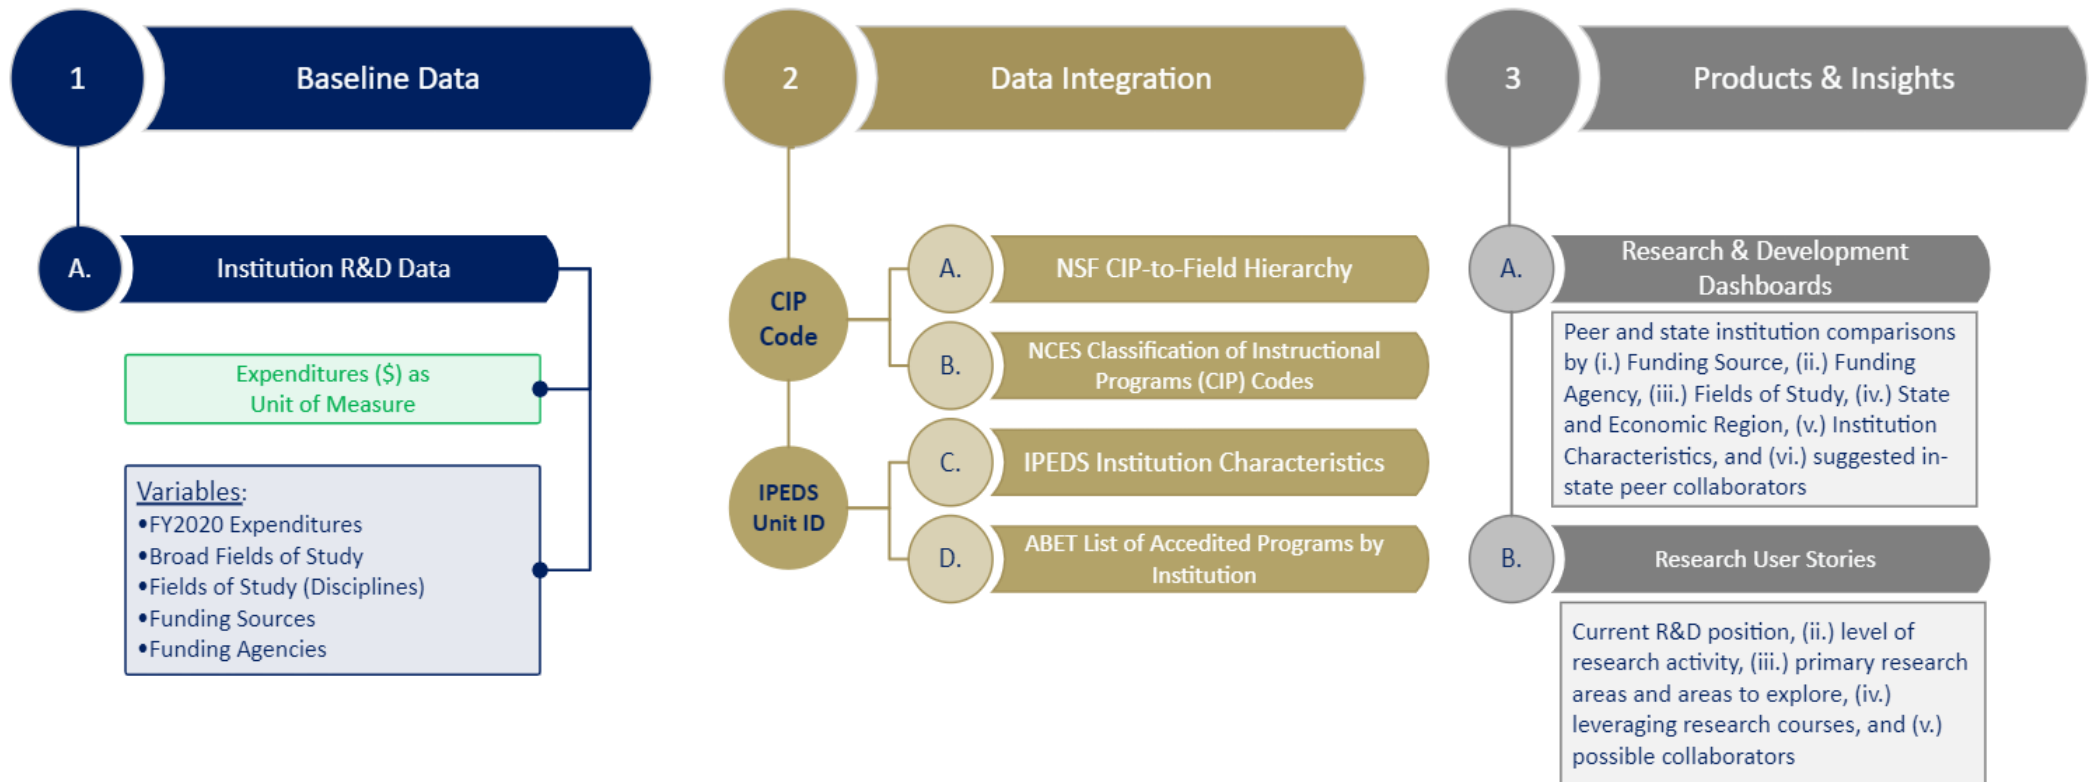 1
Baseline Data
A.
Institution R&D Data
Expenditures ($) as
Unit of Measure
Variables:
•FY2020 Expenditures
•Broad Fields of Study
•Fields of Study (Disciplines)
•Funding Sources
•Funding Agencies
2
Data Integration
CIP
Code
A.
NSF CIP-to-Field Hierarchy
B.
NCES Classification of Instructional
Programs (CIP) Codes
IPEDS
Unit ID
C.
IPEDS Institution Characteristics
D.
ABET List of Accedited Programs by
Institution
3
Products & Insights
A.
Research & Development
Dashboards
Peer and state institution comparisons
by (i.) Funding Source, (ii.) Funding
Agency, (iii.) Fields of Study, (iv.) State
and Economic Region, (v.) Institution
Characteristics, and (vi.) suggested in-
state peer collaborators
B.
Research User Stories
Current R&D position, (ii.) level of
research activity, (iii.) primary research
areas and areas to explore, (iv.)
leveraging research courses, and (v.)
possible collaborators